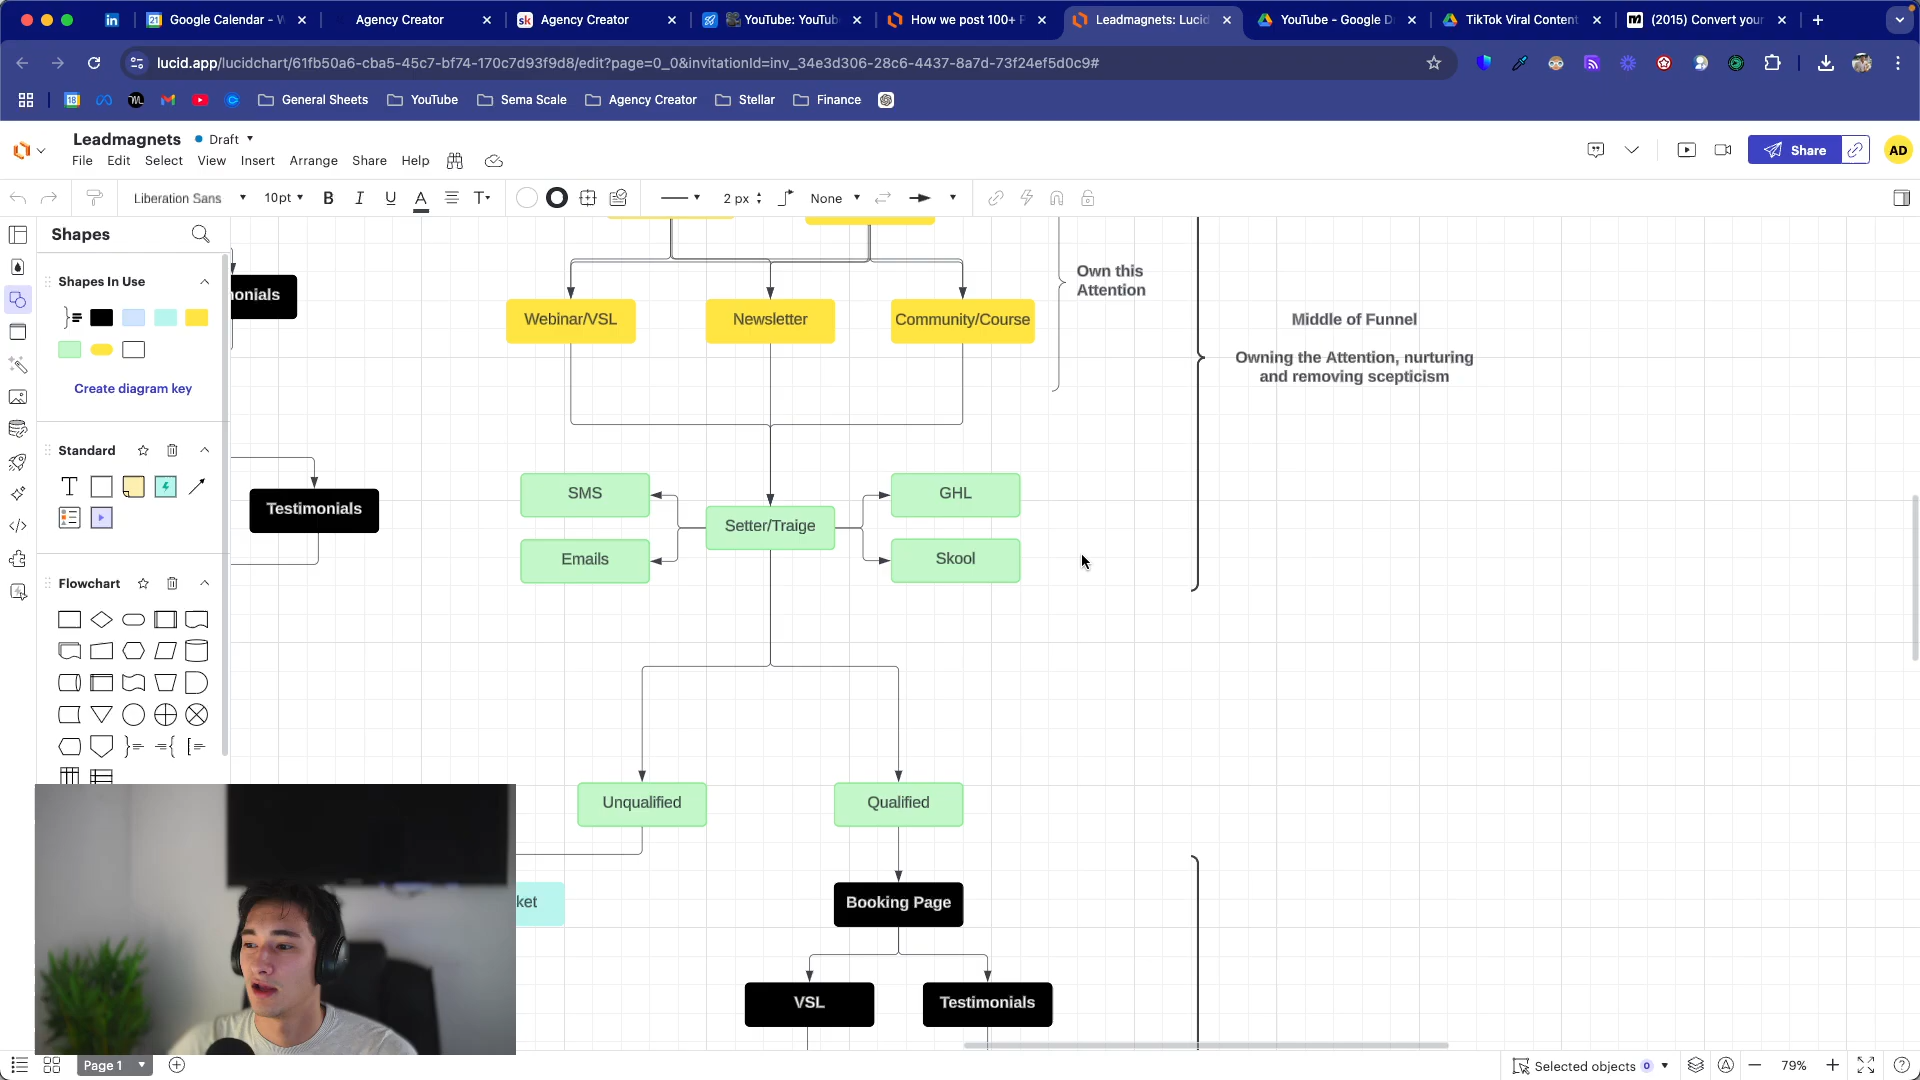 Google Calendar - W
Agency Creator
Agency Creator
YouTube: YouTube
How we post 100+ P
Leadmagnets: Lucid
YouTube - Google D
TikTok Viral Content
(2015) Convert your
lucid.app/lucidchart/61fb50a6-cba5-45c7-bf74-170c7d93f9d8/edit?page=0_0&invitationId=inv_34e3d306-28c6-4437-8a7d-73f24ef5d0c9#
General Sheets
YouTube
Sema Scale
Agency Creator
Stellar
Finance
Leadmagnets
Draft
File Edit Select View Insert Arrange Share Help
Share
AD
Liberation Sans
10pt
2 px
None
Shapes
Shapes In Use
Create diagram key
Standard
Flowchart
Own this
Attention
Webinar/VSL
Newsletter
Community/Course
Middle of Funnel
Owning the Attention, nurturing
and removing scepticism
monials
Testimonials
SMS
Emails
Setter/Traige
GHL
Skool
Unqualified
Qualified
ket
Booking Page
VSL
Testimonials
Page 1
Selected objects 0
79%